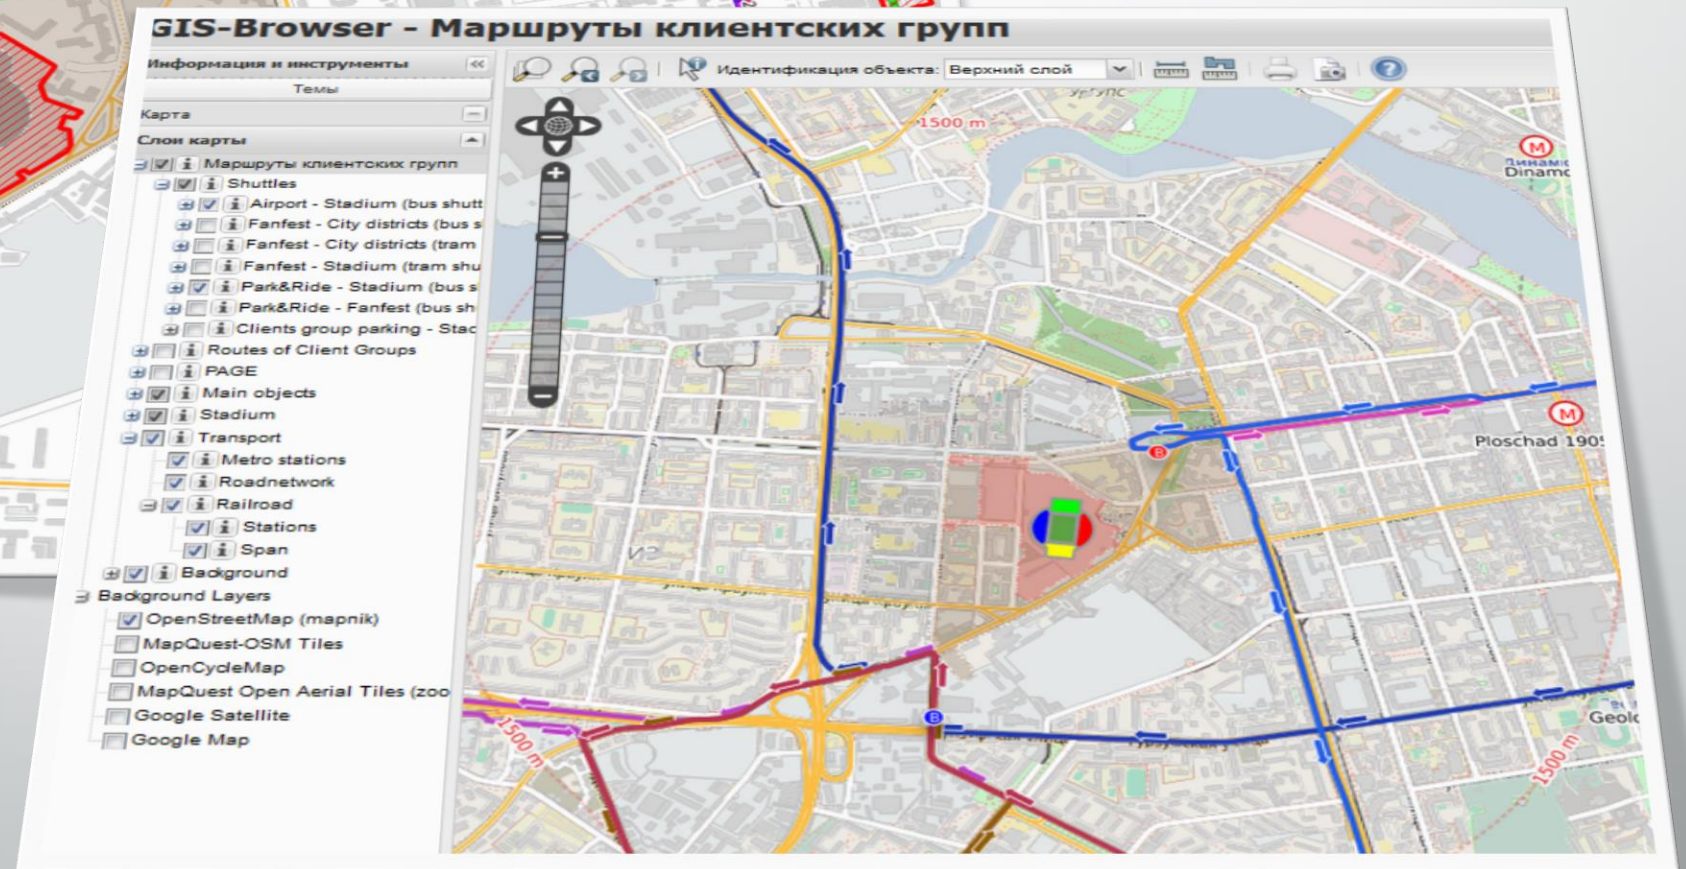 GIS-Browser - Маршруты клиентских групп
Информация и инструменты
Темы
Карта
Слои карты
Маршруты клиентских групп
Shuttles
Airport - Stadium (bus shutt
Fanfest - City districts (bus s
Fanfest - City districts (tram
Fanfest - Stadium (tram shu
Park&Ride - Stadium (bus s
Park&Ride - Fanfest (bus sh
Clients group parking - Stad
Routes of Client Groups
PAGE
Main objects
Stadium
Transport
Metro stations
Roadnetwork
Railroad
Stations
Span
Background
Background Layers
OpenStreetMap (mapnik)
MapQuest-OSM Tiles
OpenCycleMap
MapQuest Open Aerial Tiles (zoo
Google Satellite
Google Map
Идентификация объекта: Верхний слой
УрГУПС
1500 m
M
Динамо
Dinamo
M
Ploschad 1905
B
B
Geolo
1500 m
1500 m